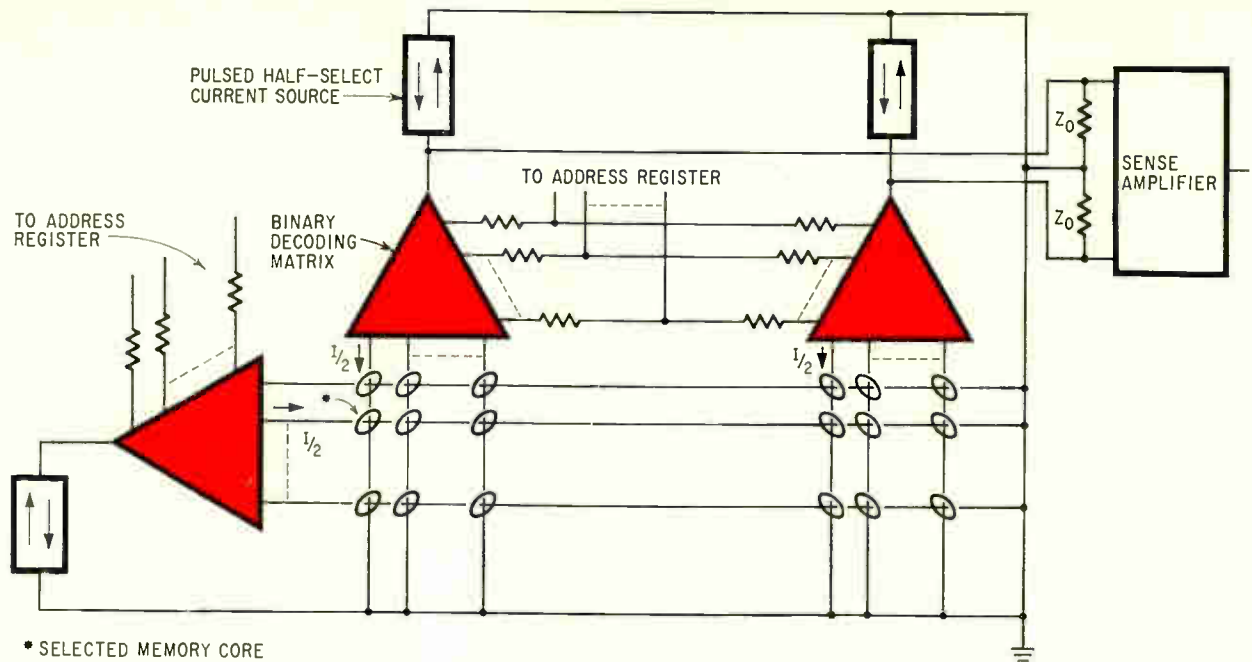 PULSED HALF-SELECT
CURRENT SOURCE
Z0
SENSE
AMPLIFIER
Z0
TO ADDRESS REGISTER
TO ADDRESS
REGISTER
BINARY
DECODING
MATRIX
I/2
I/2
*
I/2
* SELECTED MEMORY CORE